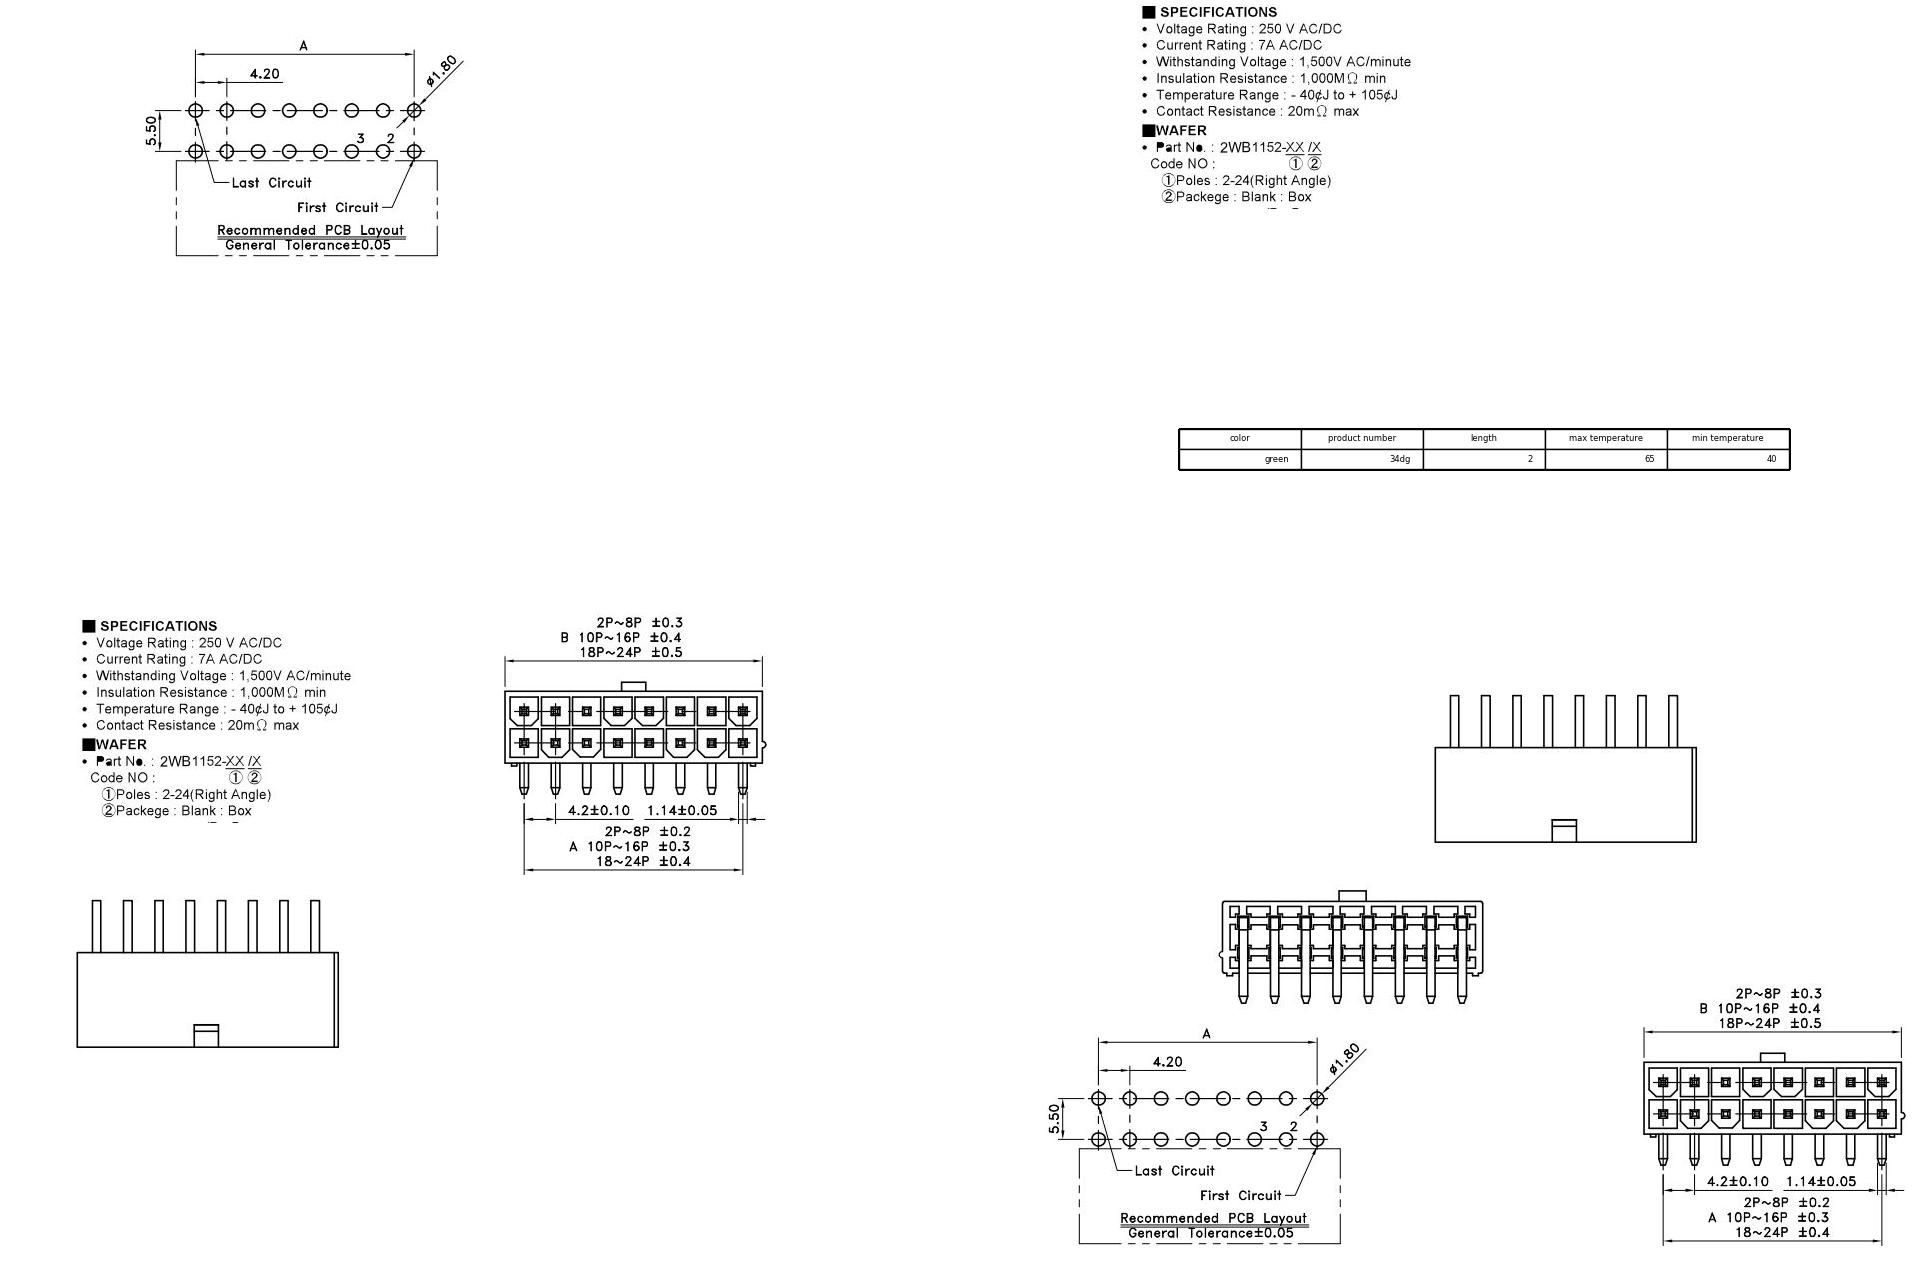 A
4.20
ø1.80
5.50
3 2
Last Circuit
First Circuit
Recommended PCB Layout
General Tolerance±0.05
■ SPECIFICATIONS
• Voltage Rating : 250 V AC/DC
• Current Rating : 7A AC/DC
• Withstanding Voltage : 1,500V AC/minute
• Insulation Resistance : 1,000MΩ min
• Temperature Range : - 40¢J to + 105¢J
• Contact Resistance : 20mΩ max
■WAFER
• Part No. : 2WB1152-XX /X
Code NO : ① ②
①Poles : 2-24(Right Angle)
②Packege : Blank : Box
color product number length max temperature min temperature
green 34dg 2 65 40
■ SPECIFICATIONS
• Voltage Rating : 250 V AC/DC
• Current Rating : 7A AC/DC
• Withstanding Voltage : 1,500V AC/minute
• Insulation Resistance : 1,000MΩ min
• Temperature Range : - 40¢J to + 105¢J
• Contact Resistance : 20mΩ max
■WAFER
• Part No. : 2WB1152-XX /X
Code NO : ① ②
①Poles : 2-24(Right Angle)
②Packege : Blank : Box
2P~8P ±0.3
B 10P~16P ±0.4
18P~24P ±0.5
4.2±0.10 1.14±0.05
2P~8P ±0.2
A 10P~16P ±0.3
18~24P ±0.4
A
4.20
ø1.80
5.50
3 2
Last Circuit
First Circuit
Recommended PCB Layout
General Tolerance±0.05
2P~8P ±0.3
B 10P~16P ±0.4
18P~24P ±0.5
4.2±0.10 1.14±0.05
2P~8P ±0.2
A 10P~16P ±0.3
18~24P ±0.4